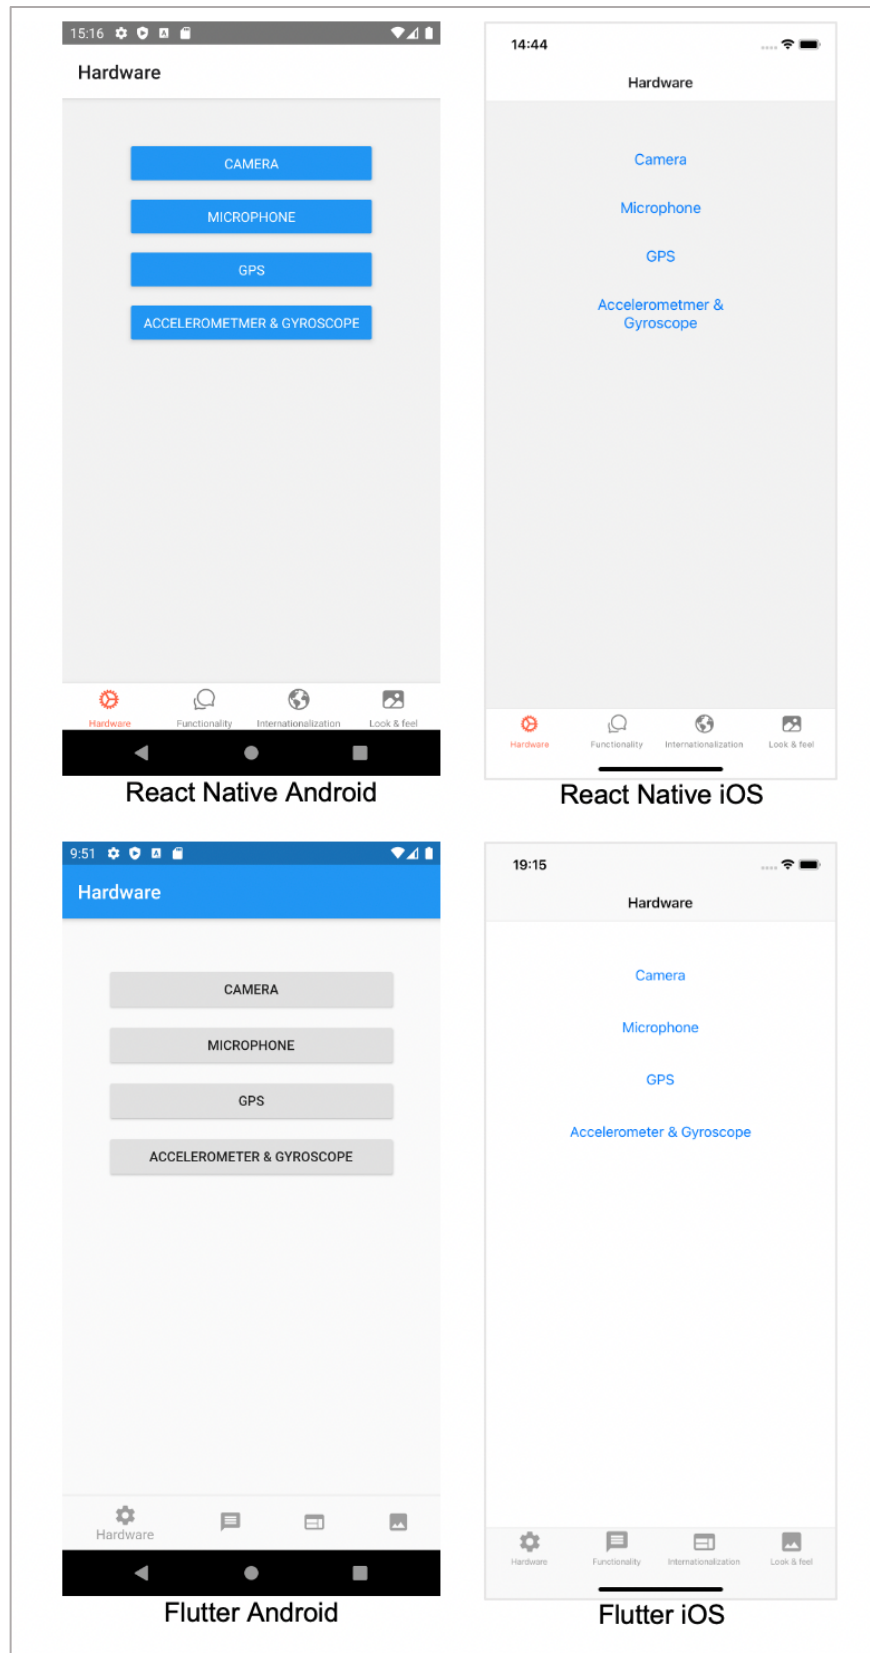 15:16
Hardware
CAMERA
MICROPHONE
GPS
ACCELEROMETMER & GYROSCOPE
Hardware Functionality Internationalization Look & feel
React Native Android
14:44
Hardware
Camera
Microphone
GPS
Accelerometmer &
Gyroscope
Hardware Functionality Internationalization Look & feel
React Native iOS
9:51
Hardware
CAMERA
MICROPHONE
GPS
ACCELEROMETER & GYROSCOPE
Hardware
Flutter Android
19:15
Hardware
Camera
Microphone
GPS
Accelerometer & Gyroscope
Hardware Functionality Internationalization Look & feel
Flutter iOS